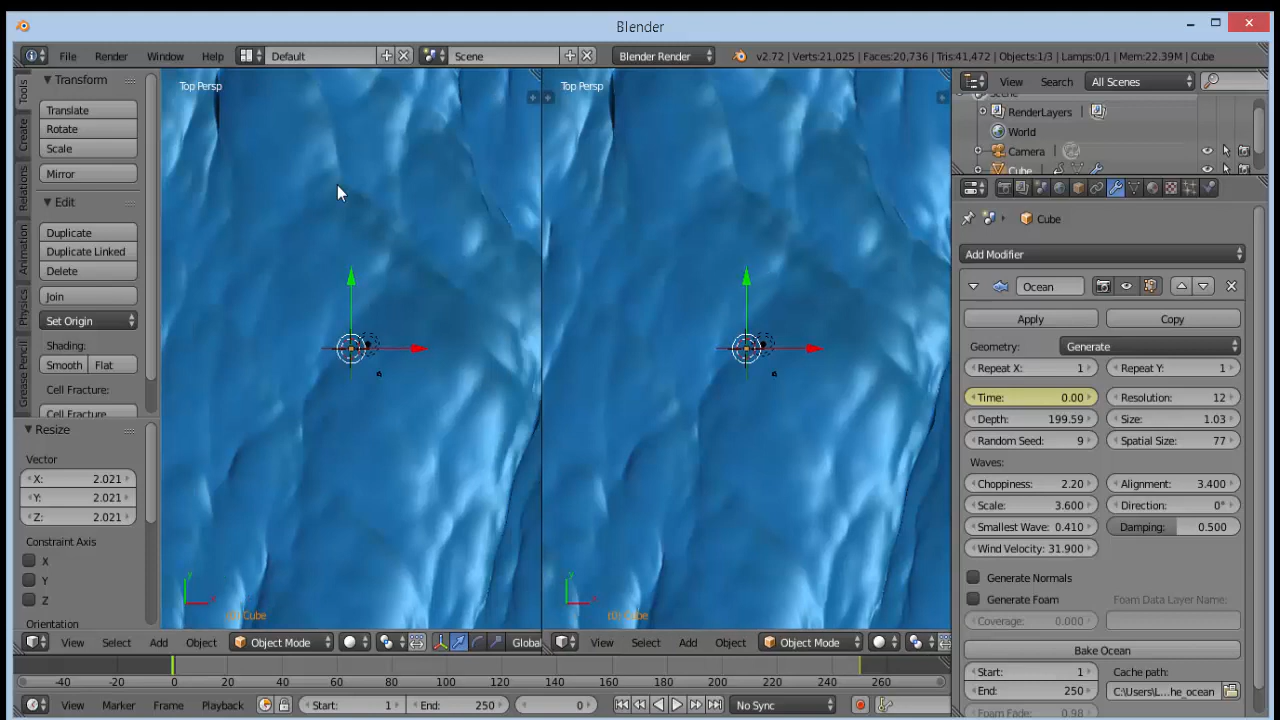 Blender
File Render Window Help Default Scene Blender Render v2.72 | Verts:21,025 | Faces:20,736 | Tris:41,472 | Objects:1/3 | Lamps:0/1 | Mem:22.39M | Cube
Tools
Create
Relations
Animation
Physics
Grease Pencil
Transform
Translate
Rotate
Scale
Mirror
Edit
Duplicate
Duplicate Linked
Delete
Join
Set Origin
Shading:
Smooth Flat
Cell Fracture:
Cell Fracture
Resize
Vector
X: 2.021
Y: 2.021
Z: 2.021
Constraint Axis
X
Y
Z
Orientation
Top Persp
y
x
(0) Cube
View Select Add Object Object Mode Global
Top Persp
y
x
(0) Cube
View Select Add Object Object Mode
-40 -20 0 20 40 60 80 100 120 140 160 180 200 220 240 260
View Marker Frame Playback Start: 1 End: 250 0 No Sync
View Search All Scenes
Scene
RenderLayers
World
Camera
Cube
Cube
Add Modifier
Ocean
Apply Copy
Geometry: Generate
Repeat X: 1 Repeat Y: 1
Time: 0.00 Resolution: 12
Depth: 199.59 Size: 1.03
Random Seed: 9 Spatial Size: 77
Waves:
Choppiness: 2.20 Alignment: 3.400
Scale: 3.600 Direction: 0°
Smallest Wave: 0.410 Damping: 0.500
Wind Velocity: 31.900
Generate Normals
Generate Foam Foam Data Layer Name:
Coverage: 0.000
Bake Ocean
Start: 1 Cache path:
End: 250 C:\Users\L...he_ocean
Foam Fade: 0.98